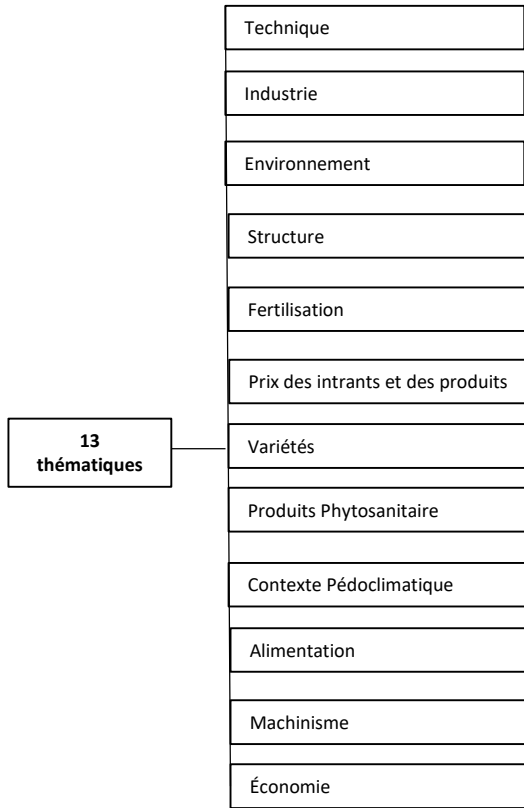 Technique
Industrie
Environnement
Structure
Fertilisation
Prix des intrants et des produits
13
thématiques
Variétés
Produits Phytosanitaire
Contexte Pédoclimatique
Alimentation
Machinisme
Économie